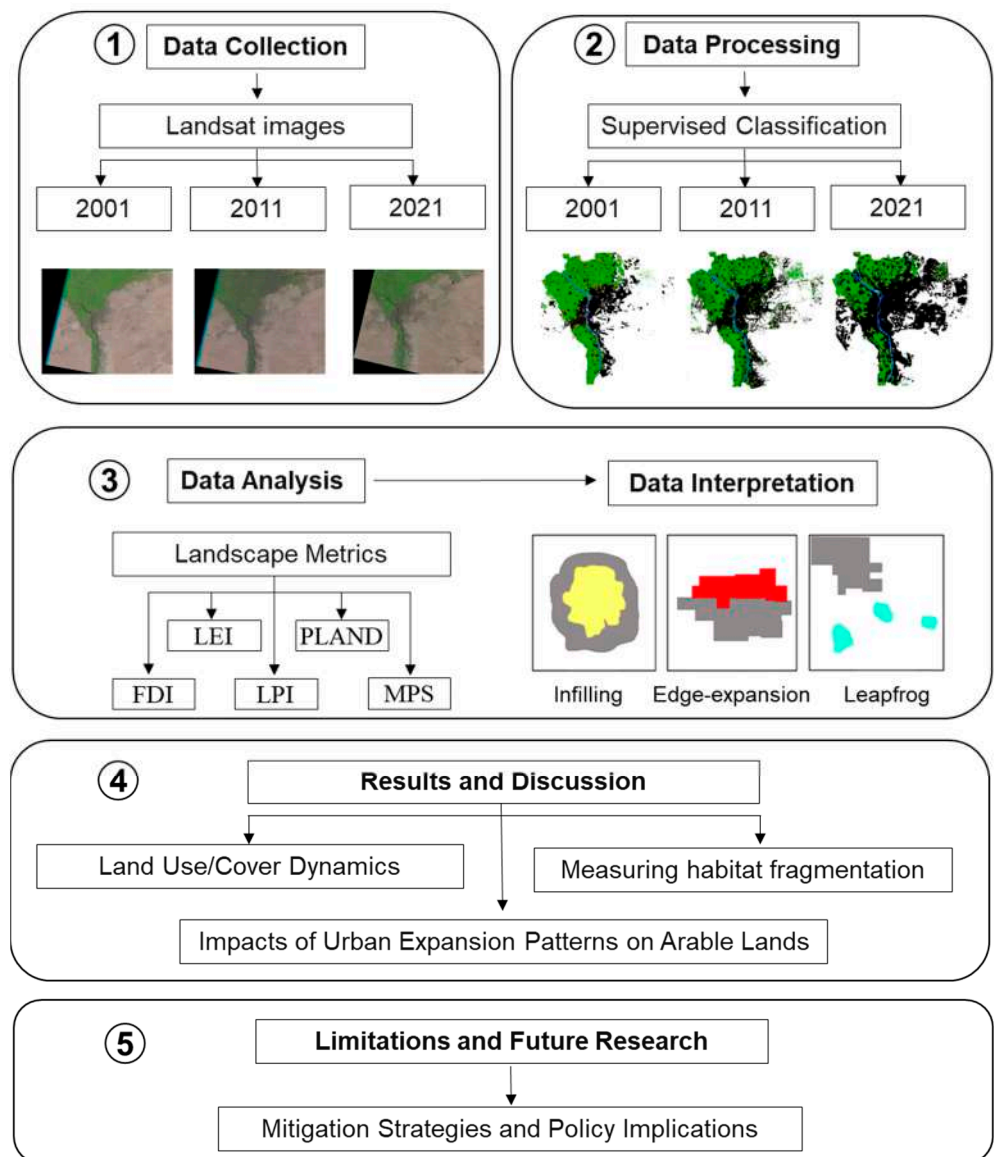 1
Data Collection
Landsat images
2001
2011
2021
2
Data Processing
Supervised Classification
2001
2011
2021
3
Data Analysis
Data Interpretation
Landscape Metrics
LEI
PLAND
FDI
LPI
MPS
Infilling
Edge-expansion
Leapfrog
4
Results and Discussion
Land Use/Cover Dynamics
Measuring habitat fragmentation
Impacts of Urban Expansion Patterns on Arable Lands
5
Limitations and Future Research
Mitigation Strategies and Policy Implications